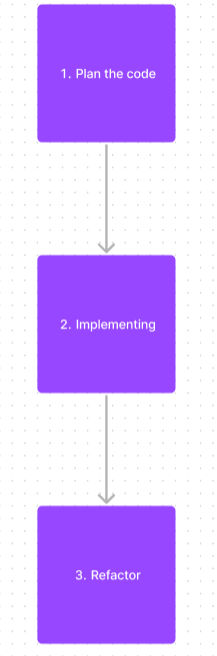 1. Plan the code
2. Implementing
3. Refactor